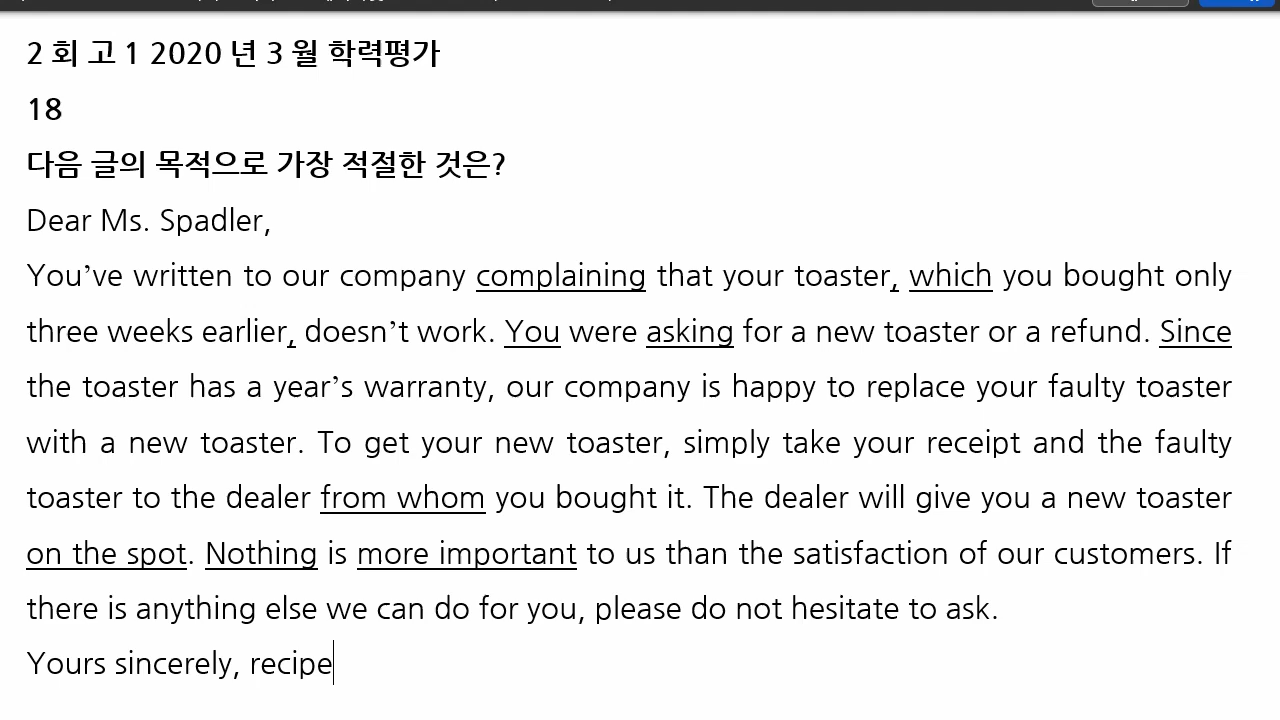 2 회 고 1 2020 년 3 월 학력평가
18
다음 글의 목적으로 가장 적절한 것은?
Dear Ms. Spadler,
You’ve written to our company complaining that your toaster, which you bought only
three weeks earlier, doesn’t work. You were asking for a new toaster or a refund. Since
the toaster has a year’s warranty, our company is happy to replace your faulty toaster
with a new toaster. To get your new toaster, simply take your receipt and the faulty
toaster to the dealer from whom you bought it. The dealer will give you a new toaster
on the spot. Nothing is more important to us than the satisfaction of our customers. If
there is anything else we can do for you, please do not hesitate to ask.
Yours sincerely, recipe